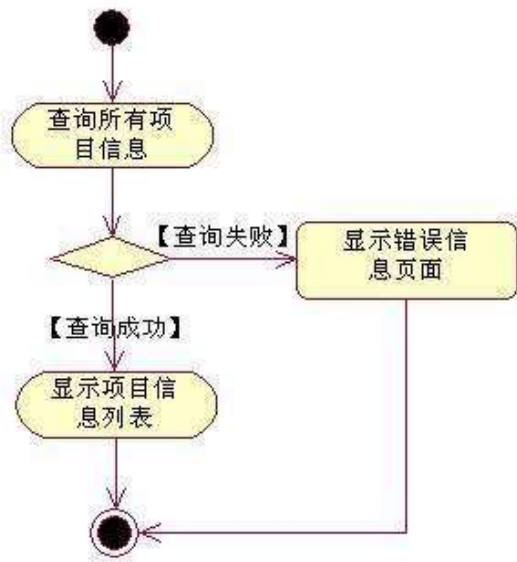 查询所有项
目信息
【查询失败】
显示错误信
息页面
【查询成功】
显示项目信
息列表